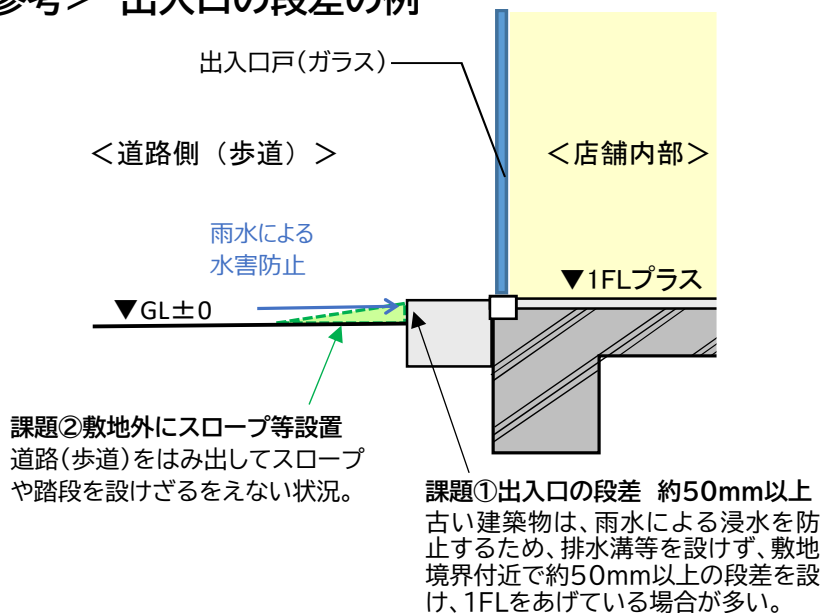 参考＞ 出入口の段差の例
出入口戸（ガラス）
＜道路側（歩道）＞
＜店舗内部＞
雨水による
水害防止
▼1FLプラス
▼GL±0
課題②敷地外にスロープ等設置
道路（歩道）をはみ出してスロープ
や踏段を設けざるをえない状況。
課題①出入口の段差 約50mm以上
古い建築物は、雨水による浸水を防
止するため、排水溝等を設けず、敷地
境界付近で約50mm以上の段差を設
け、1FLをあげている場合が多い。